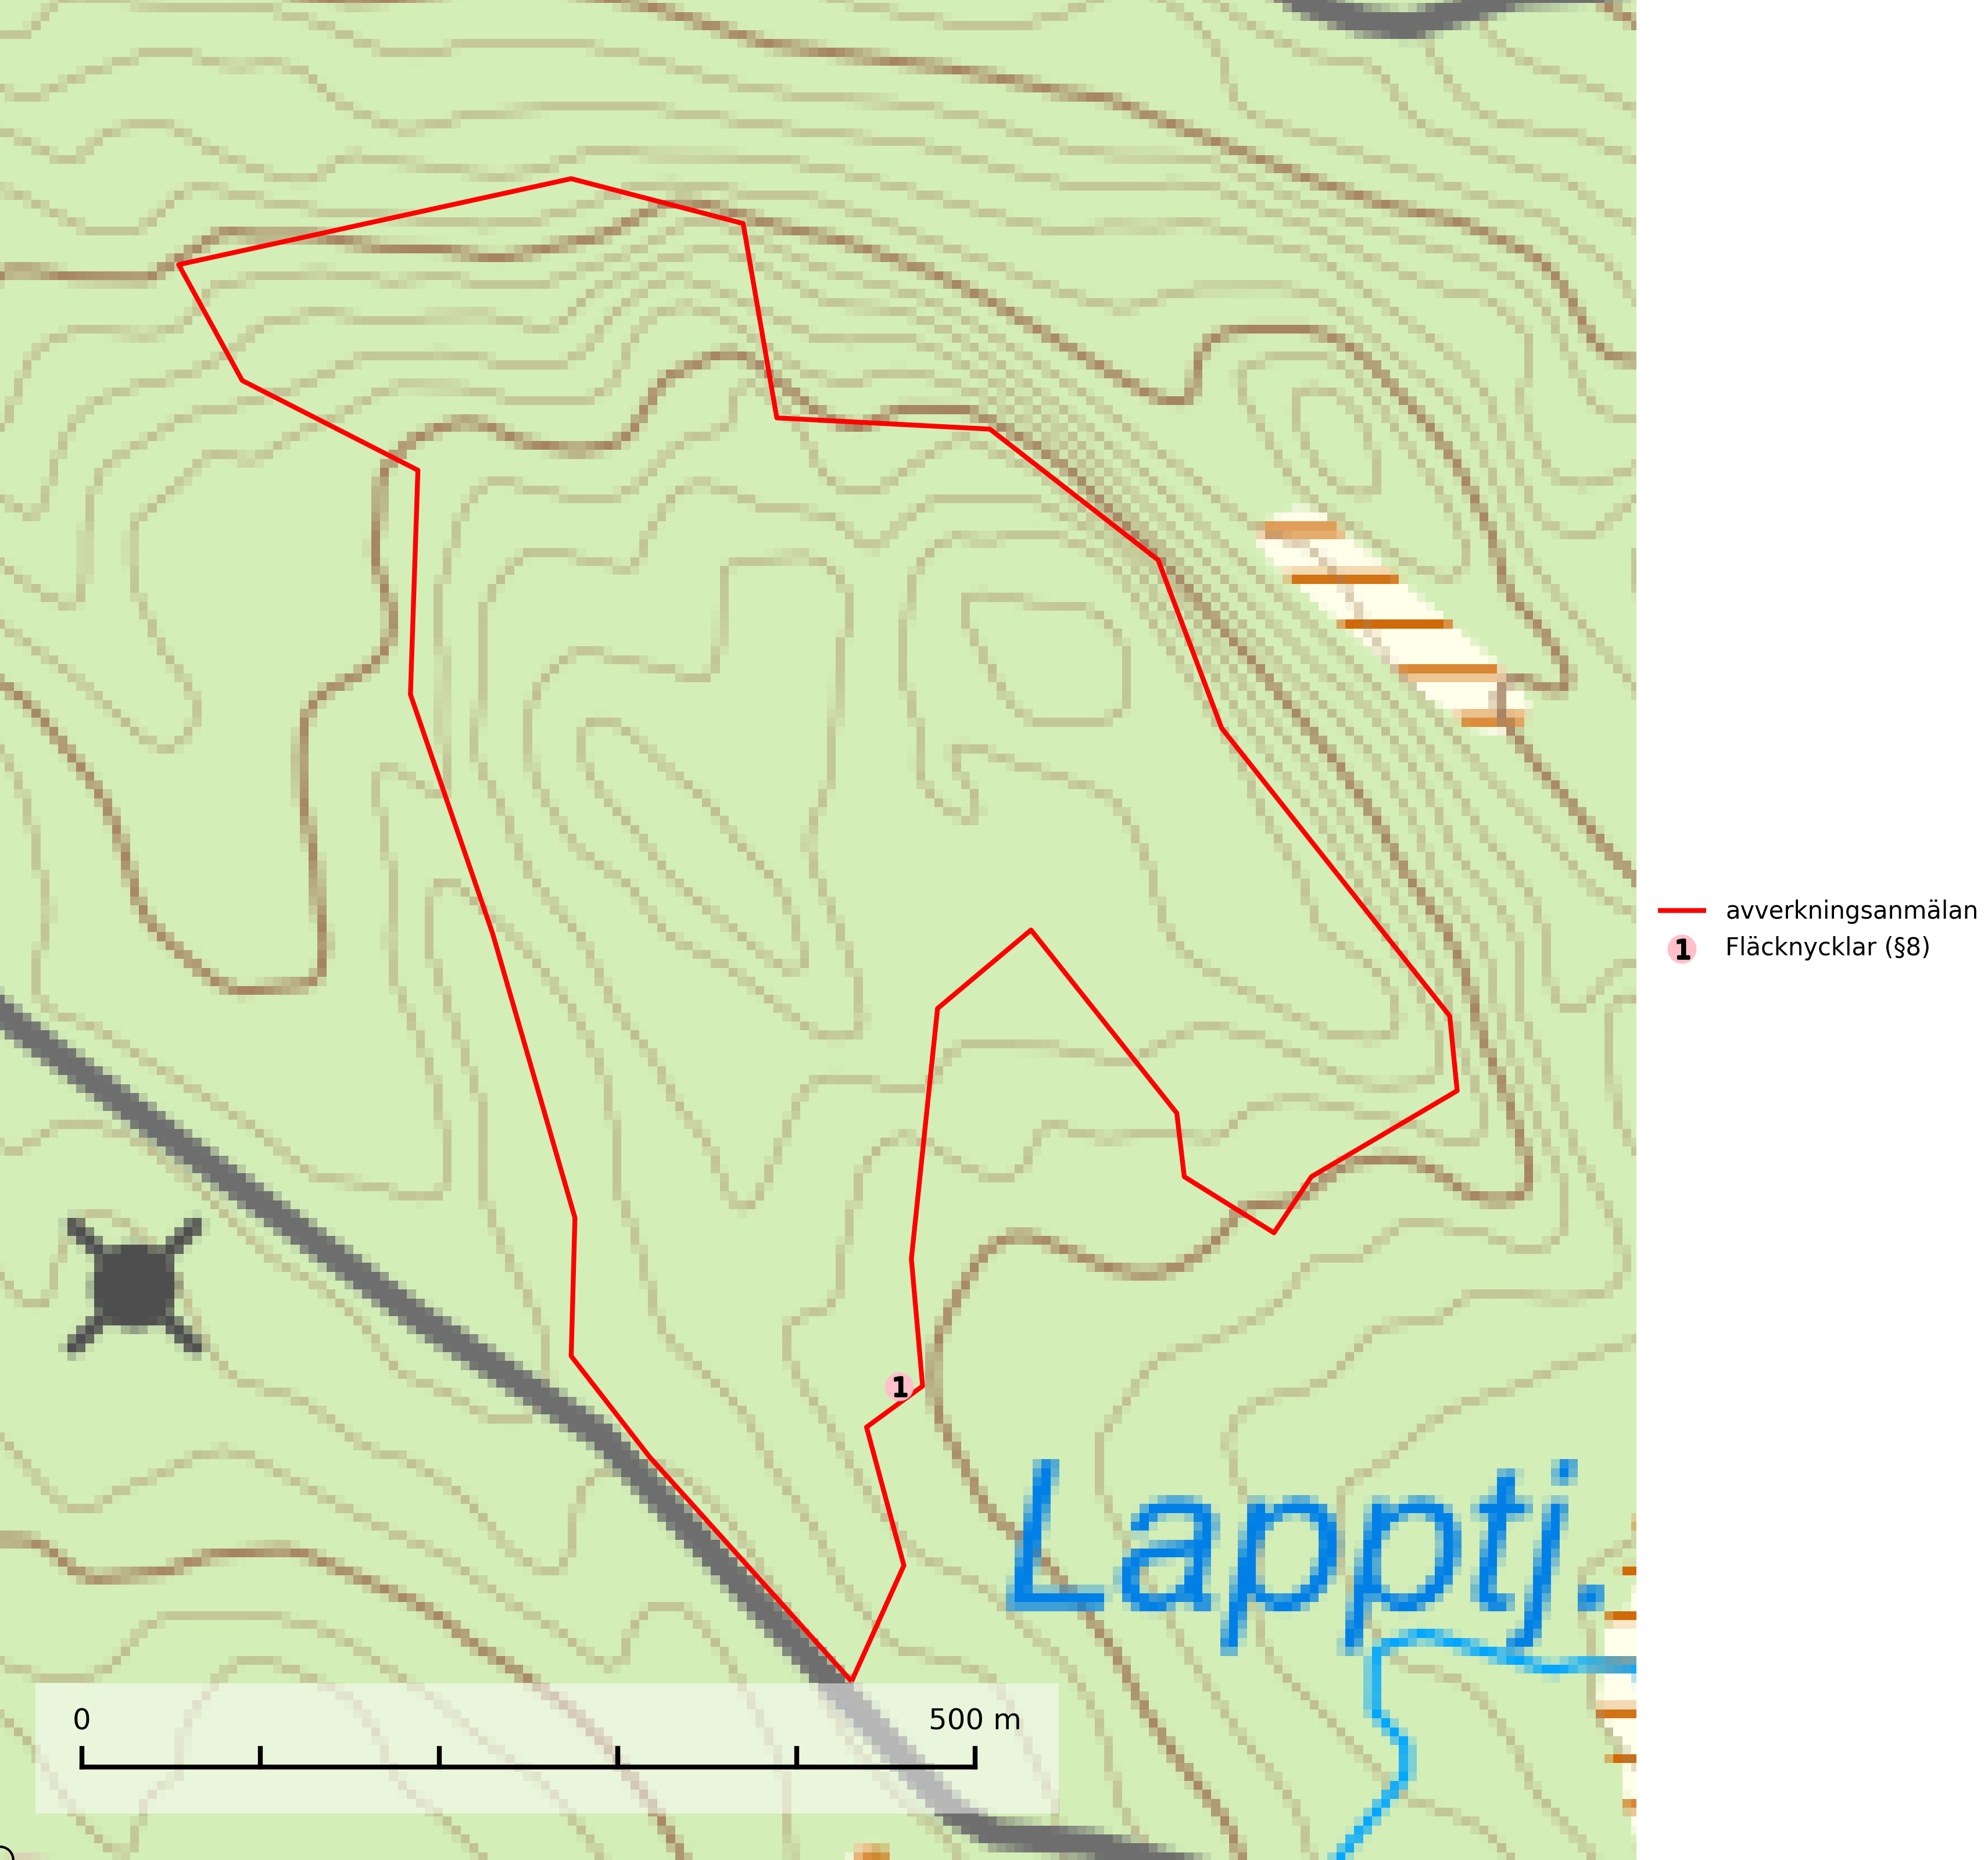 avverkningsanmälan
1 Fläcknycklar (§8)
1
Lapptj.
0 500 m